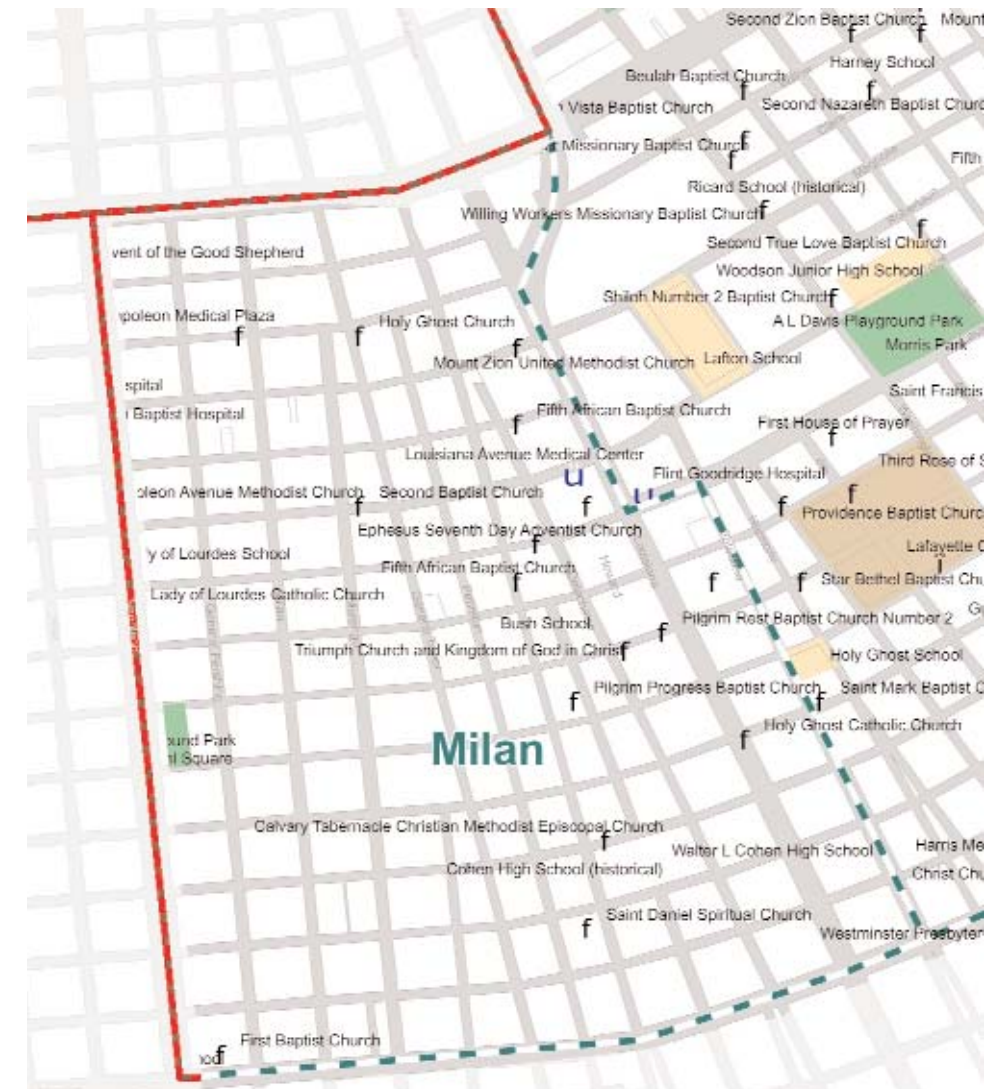 Second Zion Baptist Church
Mount
Harney School
Beulah Baptist Church
Vista Baptist Church
Second Nazareth Baptist Churc
Missionary Baptist Church
Fifth
Ricard School (historical)
Willing Workers Missionary Baptist Church
Second True Love Baptist Church
vent of the Good Shepherd
Woodson Junior High School
Shiloh Number 2 Baptist Church
poleon Medical Plaza
Holy Ghost Church
A L Davis Playground Park
Morris Park
Mount Zion United Methodist Church
Lafton School
spital
Saint Francis
Baptist Hospital
Fifth African Baptist Church
First House of Prayer
Louisiana Avenue Medical Center
Third Rose of S
Flint Goodridge Hospital
oleon Avenue Methodist Church
Second Baptist Church
Providence Baptist Churc
Ephesus Seventh Day Adventist Church
Lafayette C
y of Lourdes School
Fifth African Baptist Church
Star Bethel Baptist Chu
Lady of Lourdes Catholic Church
Howard
Bush School
Pilgrim Rest Baptist Church Number 2
Triumph Church and Kingdom of God in Christ
Holy Ghost School
Pilgrim Progress Baptist Church
Saint Mark Baptist C
Holy Ghost Catholic Church
ound Park
Square
Milan
Calvary Tabernacle Christian Methodist Episcopal Church
Walter L Cohen High School
Harris Me
Cohen High School (historical)
Christ Chu
Saint Daniel Spiritual Church
Westminster Presbyter
First Baptist Church